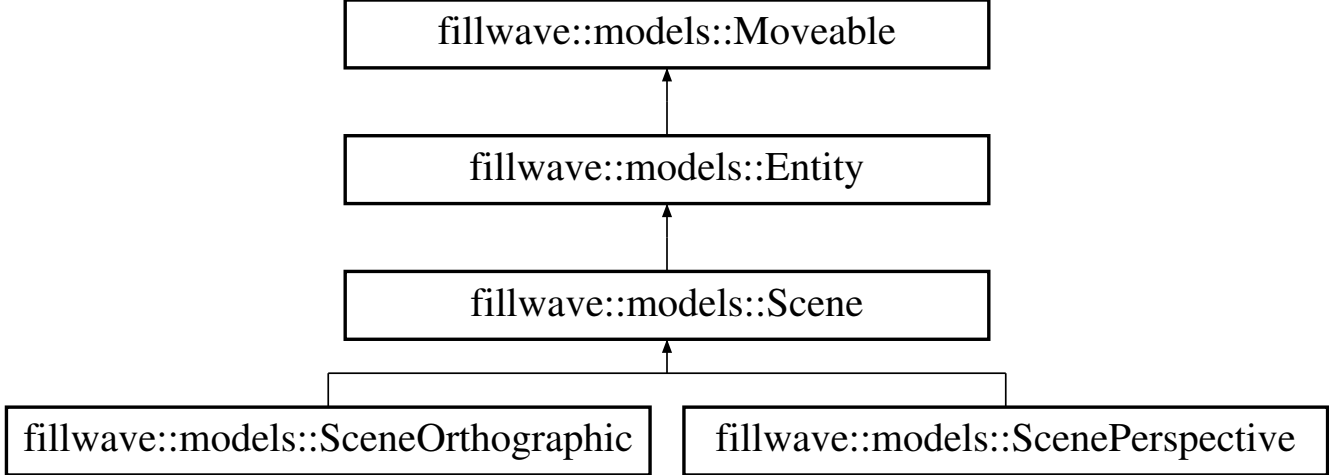 fillwave::models::Moveable
fillwave::models::Entity
fillwave::models::Scene
fillwave::models::SceneOrthographic
fillwave::models::ScenePerspective